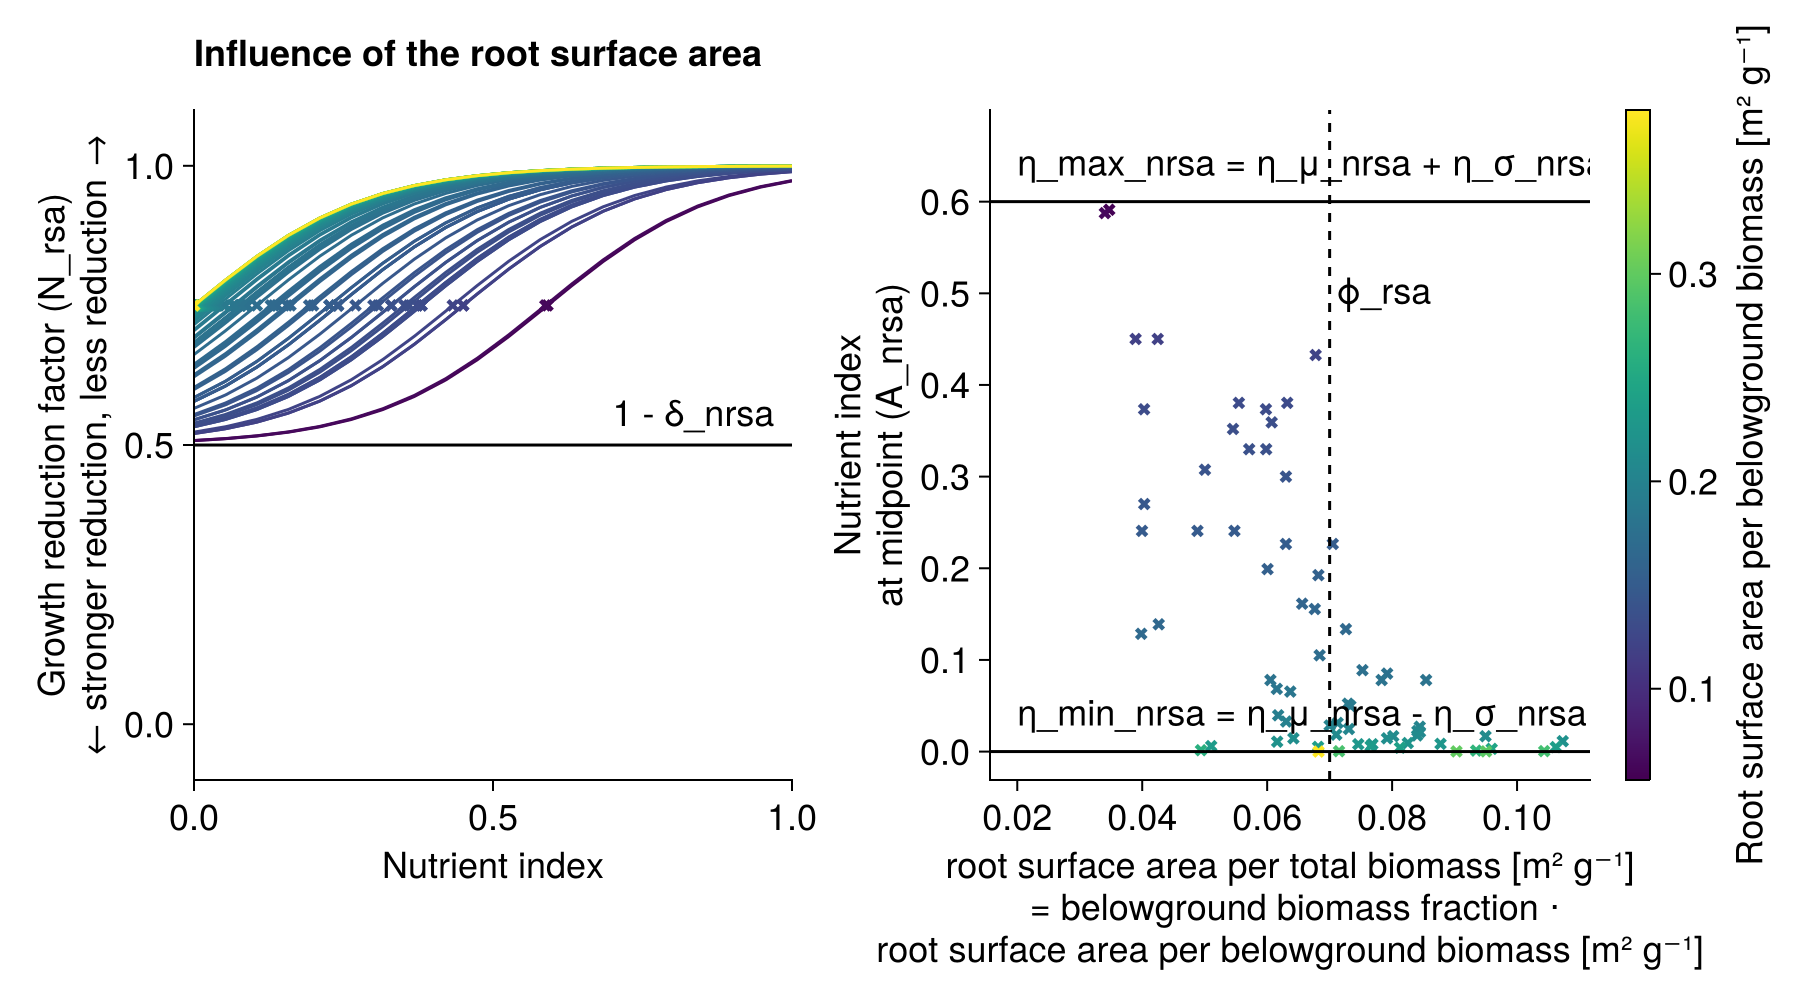 Influence of the root surface area
Growth reduction factor (N_rsa)
← stronger reduction, less reduction →
1.0
0.5
0.0
1 - δ_nrsa
0.0
0.5
1.0
Nutrient index
Nutrient index
at midpoint (A_nrsa)
0.6
0.5
0.4
0.3
0.2
0.1
0.0
η_max_nrsa = η_μ_nrsa + η_σ_nrsa
ϕ_rsa
η_min_nrsa = η_μ_nrsa - η_σ_nrsa
0.02
0.04
0.06
0.08
0.10
root surface area per total biomass [m² g⁻¹]
= belowground biomass fraction ·
root surface area per belowground biomass [m² g⁻¹]
0.3
0.2
0.1
Root surface area per belowground biomass [m² g⁻¹]